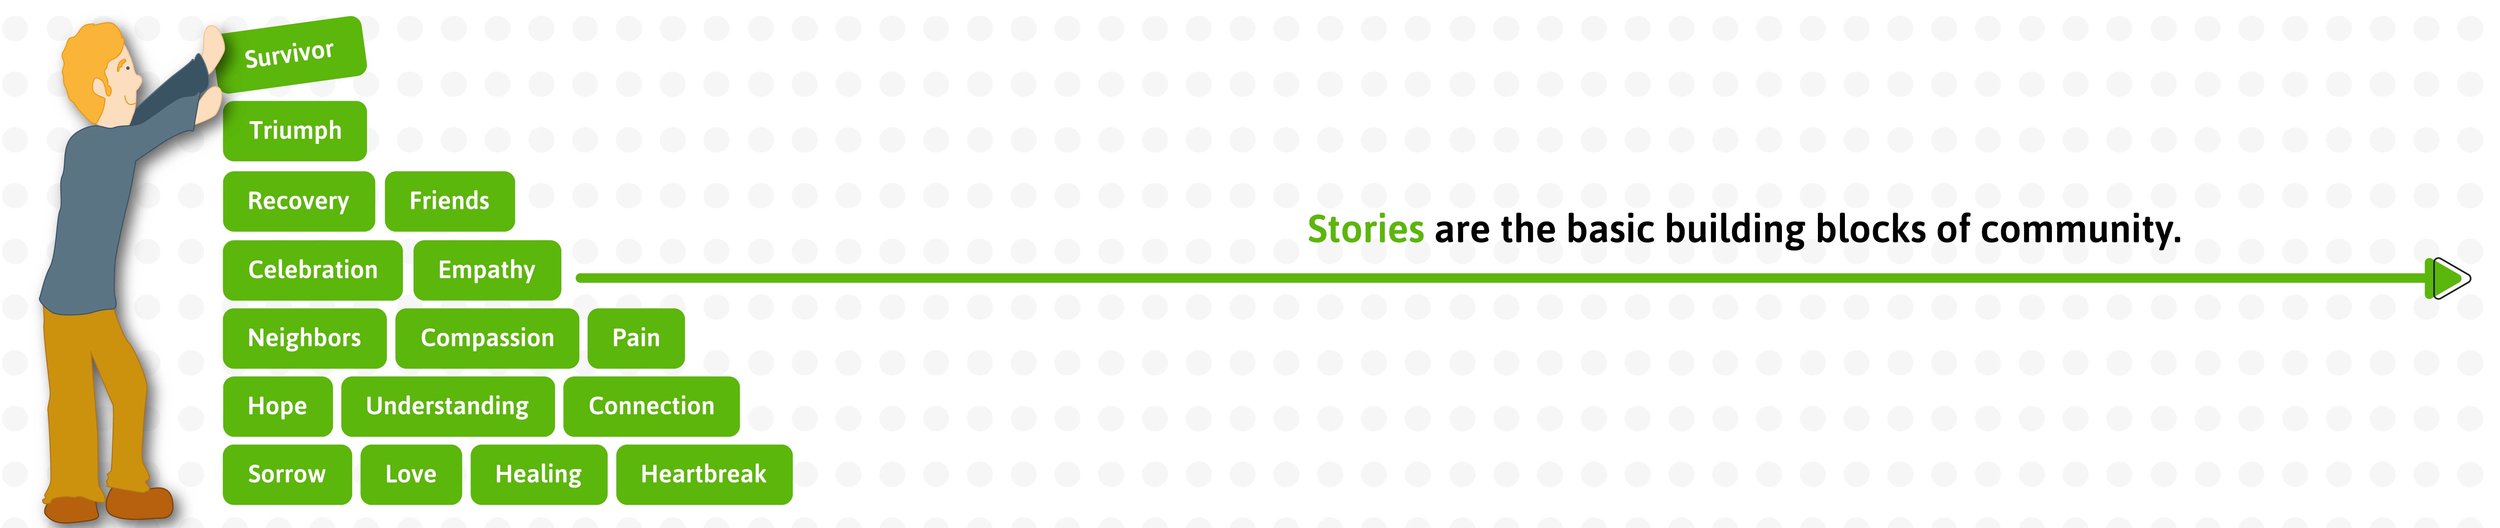 Survivor
Triumph
Recovery Friends
Stories are the basic building blocks of community.
Celebration Empathy
Neighbors Compassion Pain
Hope Understanding Connection
Sorrow Love Healing Heartbreak